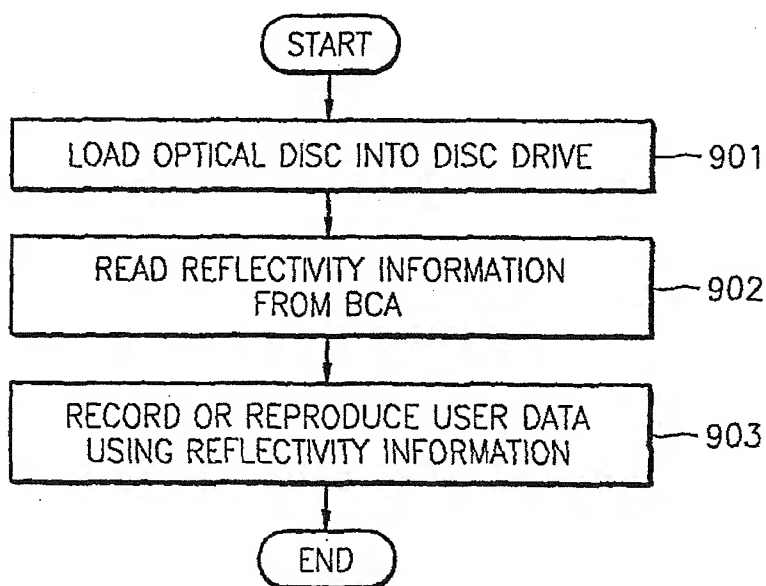 START
LOAD OPTICAL DISC INTO DISC DRIVE
901
READ REFLECTIVITY INFORMATION
FROM BCA
902
RECORD OR REPRODUCE USER DATA
USING REFLECTIVITY INFORMATION
903
END